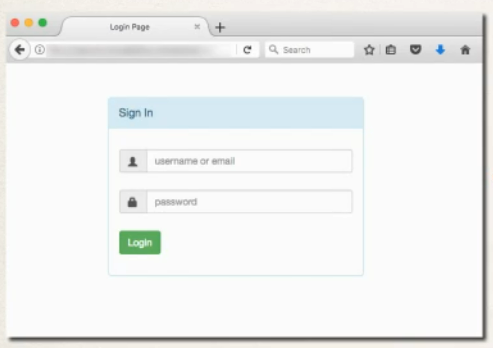 Login Page
Search
Sign In
username or email
password
Login